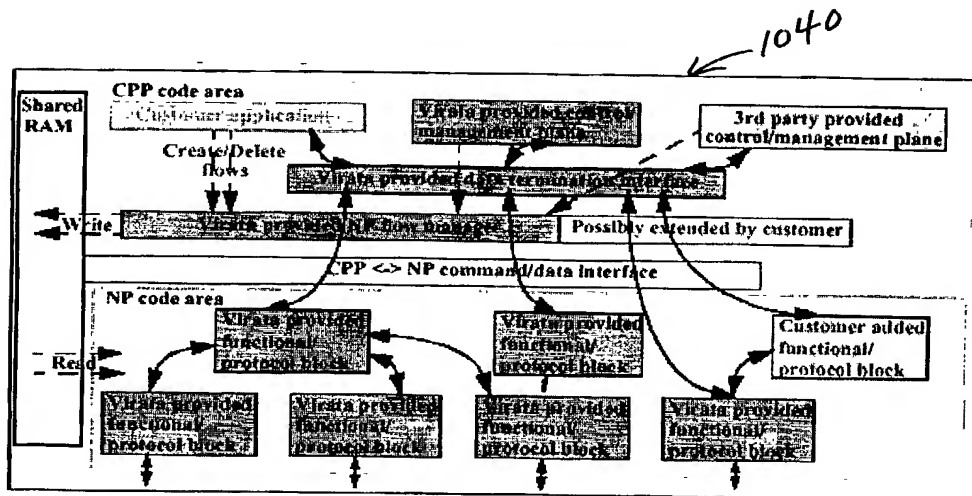 1040
Shared
RAM
CPP code area
Customer application
Virata provided control/
management plane
3rd party provided
control/management plane
Create/Delete
flows
Virata provided data termination interface
Write
Virata provided NP flow manager
Possibly extended by customer
CPP <-> NP command/data interface
NP code area
Virata provided
functional/
protocol block
Virata provided
functional/
protocol block
Customer added
functional/
protocol block
Read
Virata provided
functional/
protocol block
Virata provided
functional/
protocol block
Virata provided
functional/
protocol block
Virata provided
functional/
protocol block